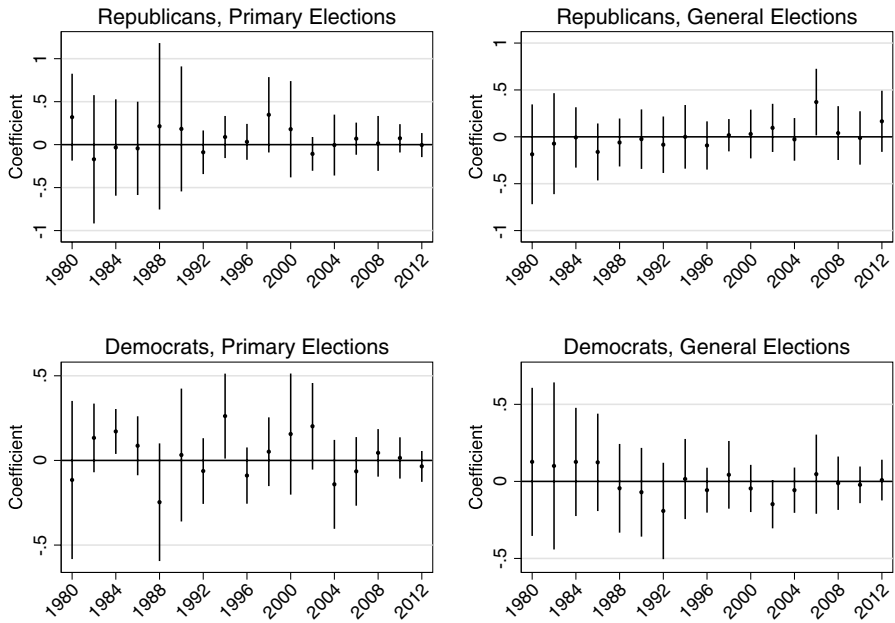 Republicans, Primary Elections
Coefficient
1
.5
0
-.5
-1
1980 1984 1988 1992 1996 2000 2004 2008 2012
Republicans, General Elections
Coefficient
1
.5
0
-.5
-1
1980 1984 1988 1992 1996 2000 2004 2008 2012
Democrats, Primary Elections
Coefficient
.5
0
-.5
1980 1984 1988 1992 1996 2000 2004 2008 2012
Democrats, General Elections
Coefficient
.5
0
-.5
1980 1984 1988 1992 1996 2000 2004 2008 2012